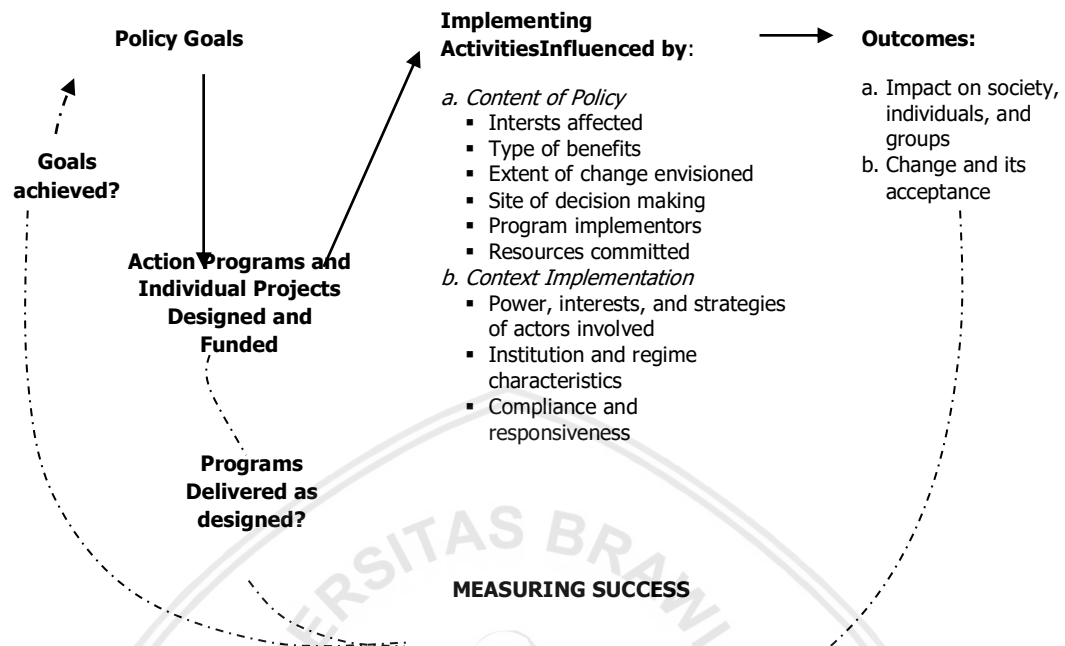 Policy Goals
Goals
achieved?
Action Programs and
Individual Projects
Designed and
Funded
Programs
Delivered as
designed?
Implementing
ActivitiesInfluenced by:
a. Content of Policy
▪ Intersts affected
▪ Type of benefits
▪ Extent of change envisioned
▪ Site of decision making
▪ Program implementors
▪ Resources committed
b. Context Implementation
▪ Power, interests, and strategies
of actors involved
▪ Institution and regime
characteristics
▪ Compliance and
responsiveness
Outcomes:
a. Impact on society,
individuals, and
groups
b. Change and its
acceptance
MEASURING SUCCESS
ERSITAS BRAWI